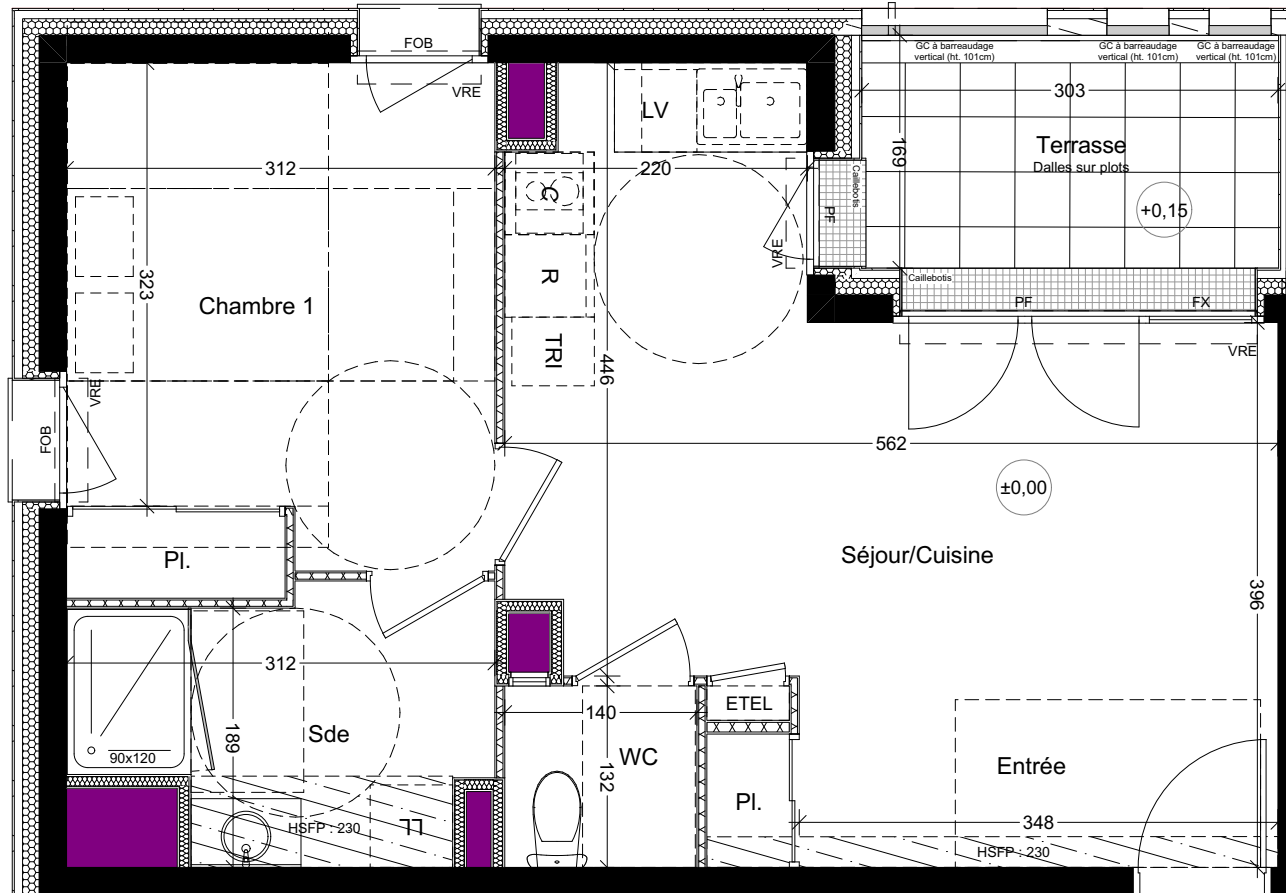 FOB
VRE
GC à barreaudage
vertical (ht. 101cm)
GC à barreaudage
vertical (ht. 101cm)
GC à barreaudage
vertical (ht. 101cm)
303
169
Terrasse
Dalles sur plots
+0,15
LV
312
220
C
Caillebotis
PF
VRE
R
323
Chambre 1
Caillebotis
PF
FX
TRI
VRE
446
VRE
FOB
562
±0,00
Pl.
Séjour/Cuisine
396
312
ETEL
140
Sde
189
WC
90x120
132
Entrée
Pl.
LL
HSFP : 230
348
HSFP : 230